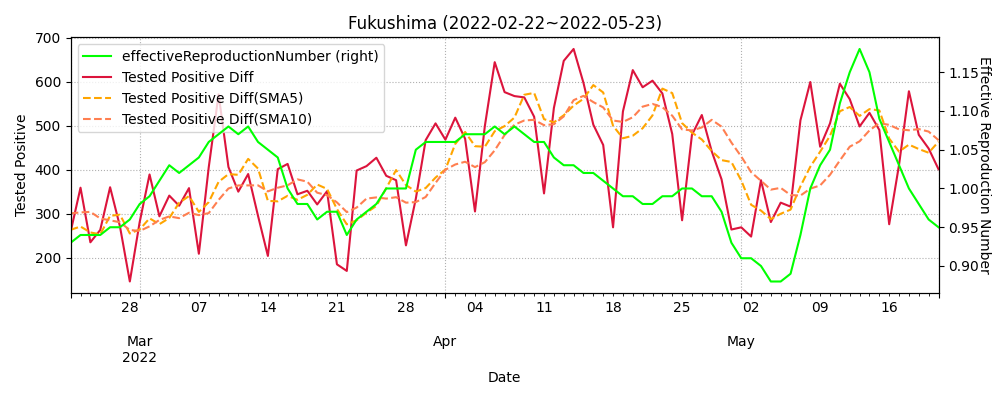 Fukushima (2022-02-22~2022-05-23)
effectiveReproductionNumber (right)
Tested Positive Diff
Tested Positive Diff(SMA5)
Tested Positive Diff(SMA10)
Tested Positive
700
600
500
400
300
200
1.15
1.10
1.05
1.00
0.95
0.90
Effective Reproduction Number
28 07 14 21 28 04 11 18 25 02 09 16
Mar Apr May
2022
Date